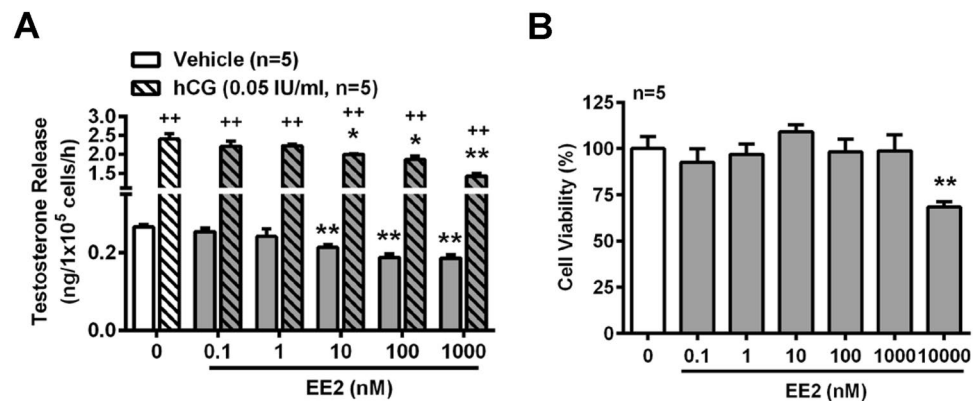 A
Vehicle (n=5)
hCG (0.05 IU/ml, n=5)
Testosterone Release
(ng/1x10⁵ cells/h)
3.0
2.5
2.0
1.5
0.2
0.0
++ ++ ++ ++ ++ ++
* * **
** ** **
0 0.1 1 10 100 1000
EE2 (nM)
B
n=5
Cell Viability (%)
125
100
75
50
25
0
**
0 0.1 1 10 100 1000 10000
EE2 (nM)